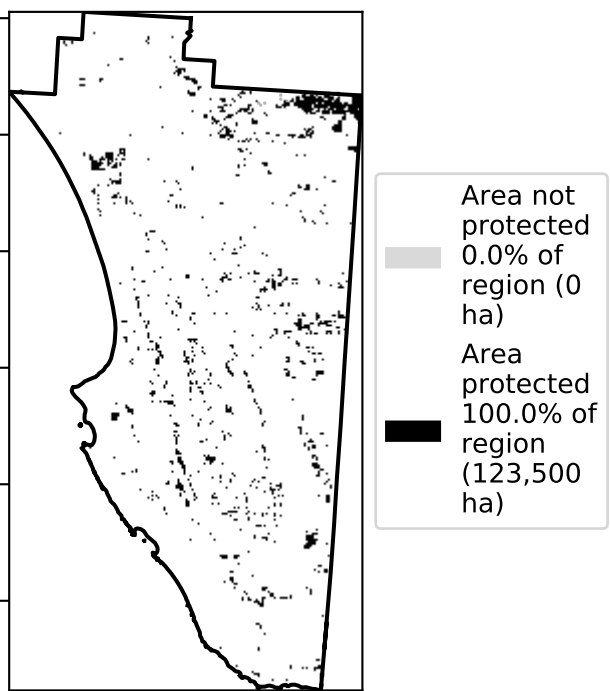 Area not
protected
0.0% of
region (0
ha)
Area
protected
100.0% of
region
(123,500
ha)